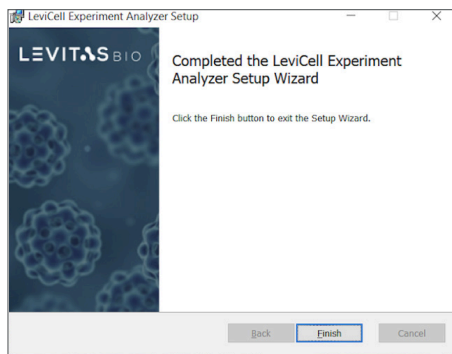 LeviCell Experiment Analyzer Setup
LEVITAS BIO
Completed the LeviCell Experiment
Analyzer Setup Wizard
Click the Finish button to exit the Setup Wizard.
Back Finish Cancel